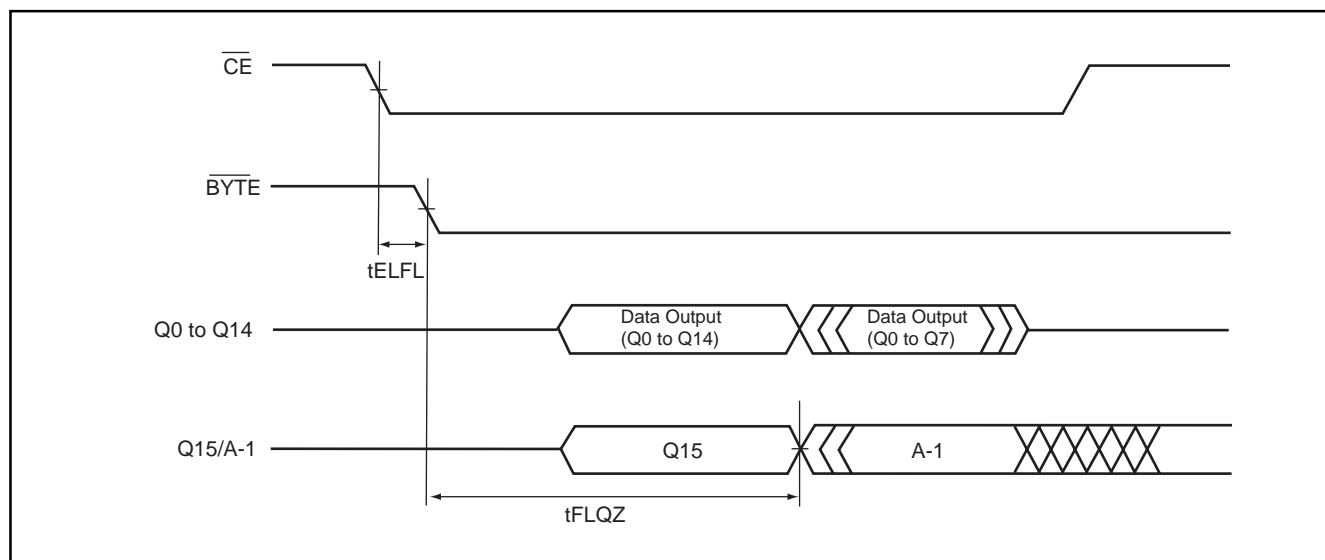 CE
BYTE
tELFL
Q0 to Q14
Data Output
(Q0 to Q14)
Data Output
(Q0 to Q7)
Q15/A-1
Q15
A-1
tFLQZ